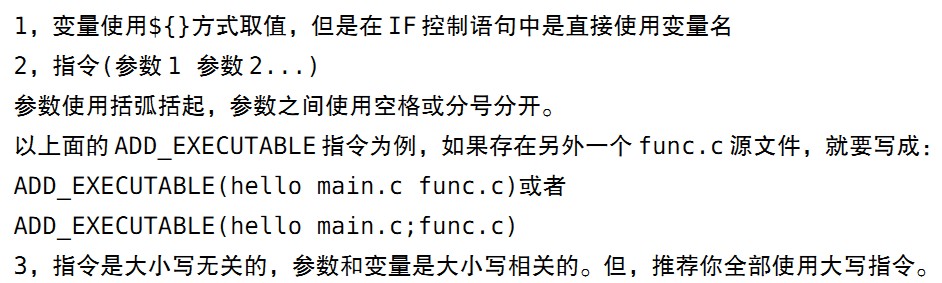 1，变量使用${}方式取值，但是在 IF 控制语句中是直接使用变量名
2，指令(参数 1 参数 2...)
参数使用括弧括起，参数之间使用空格或分号分开。
以上面的 ADD_EXECUTABLE 指令为例，如果存在另外一个 func.c 源文件，就要写成：
ADD_EXECUTABLE(hello main.c func.c)或者
ADD_EXECUTABLE(hello main.c;func.c)
3，指令是大小写无关的，参数和变量是大小写相关的。但，推荐你全部使用大写指令。